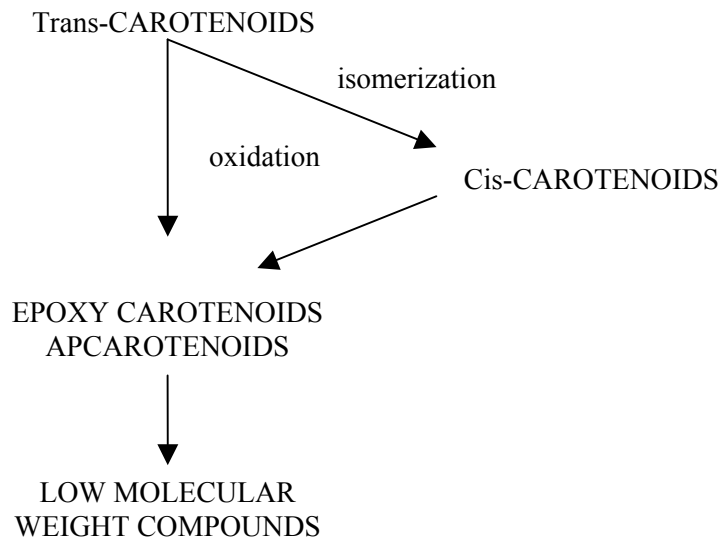 Trans-CAROTENOIDS
isomerization
oxidation
Cis-CAROTENOIDS
EPOXY CAROTENOIDS
APCAROTENOIDS
LOW MOLECULAR
WEIGHT COMPOUNDS